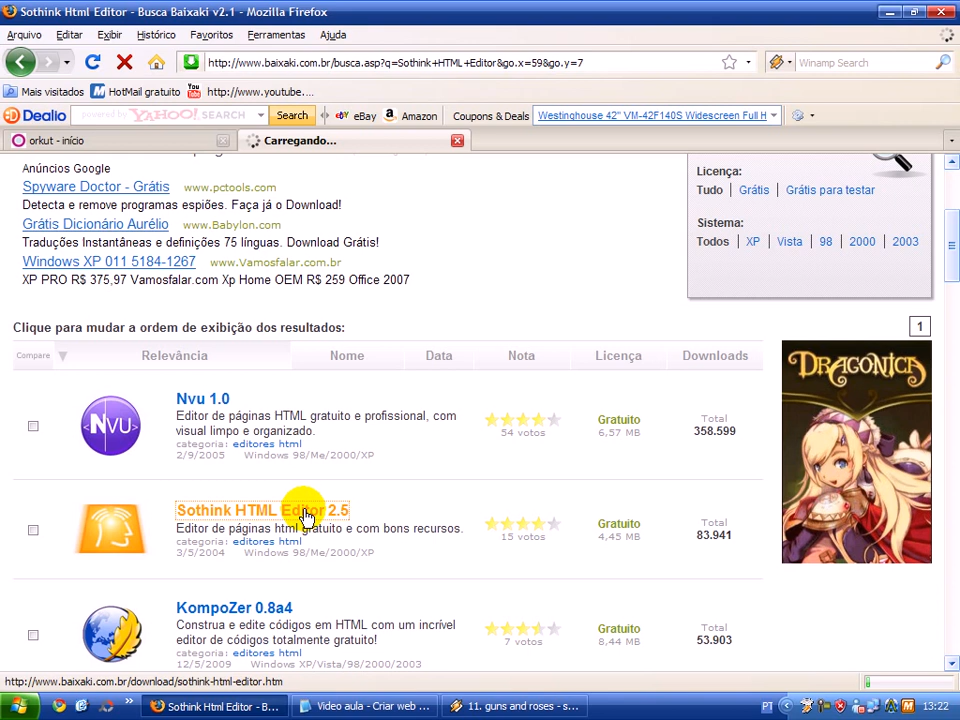 Sothink Html Editor - Busca Baixaki v2.1 - Mozilla Firefox
Arquivo Editar Exibir Histórico Favoritos Ferramentas Ajuda
http://www.baixaki.com.br/busca.asp?q=Sothink+HTML+Editor&go.x=59&go.y=7
Winamp Search
Mais visitados HotMail gratuito http://www.youtube....
Dealio powered by YAHOO! SEARCH Search eBay Amazon Coupons & Deals Westinghouse 42" VM-42F140S Widescreen Full H
orkut - início Carregando...
Anúncios Google
Spyware Doctor - Grátis www.pctools.com
Detecta e remove programas espiões. Faça já o Download!
Grátis Dicionário Aurélio www.Babylon.com
Traduções Instantâneas e definições 75 línguas. Download Grátis!
Windows XP 011 5184-1267 www.Vamosfalar.com.br
XP PRO R$ 375,97 Vamosfalar.com Xp Home OEM R$ 259 Office 2007
Licença:
Tudo Grátis Grátis para testar
Sistema:
Todos XP Vista 98 2000 2003
Clique para mudar a ordem de exibição dos resultados:
1
Compare Relevância Nome Data Nota Licença Downloads
DRAGONICA
NVU
Nvu 1.0
Editor de páginas HTML gratuito e profissional, com
visual limpo e organizado.
categoria: editores html
2/9/2005 Windows 98/Me/2000/XP
54 votos
Gratuito
6,57 MB
Total
358.599
Sothink HTML Editor 2.5
Editor de páginas html gratuito e com bons recursos.
categoria: editores html
3/5/2004 Windows 98/Me/2000/XP
15 votos
Gratuito
4,45 MB
Total
83.941
KompoZer 0.8a4
Construa e edite códigos em HTML com um incrível
editor de códigos totalmente gratuito!
categoria: editores html
12/5/2009 Windows XP/Vista/98/2000/2003
7 votos
Gratuito
8,44 MB
Total
53.903
http://www.baixaki.com.br/download/sothink-html-editor.htm
Sothink Html Editor - B... Video aula - Criar web ... 11. guns and roses - s... PT 13:22